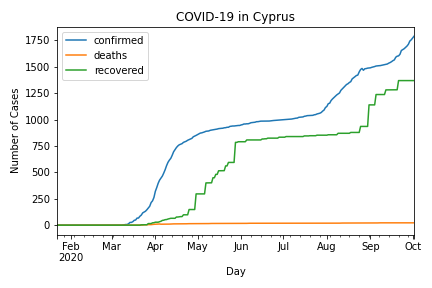 COVID-19 in Cyprus
confirmed
deaths
recovered
Number of Cases
1750
1500
1250
1000
750
500
250
0
Feb Mar Apr May Jun Jul Aug Sep Oct
2020
Day